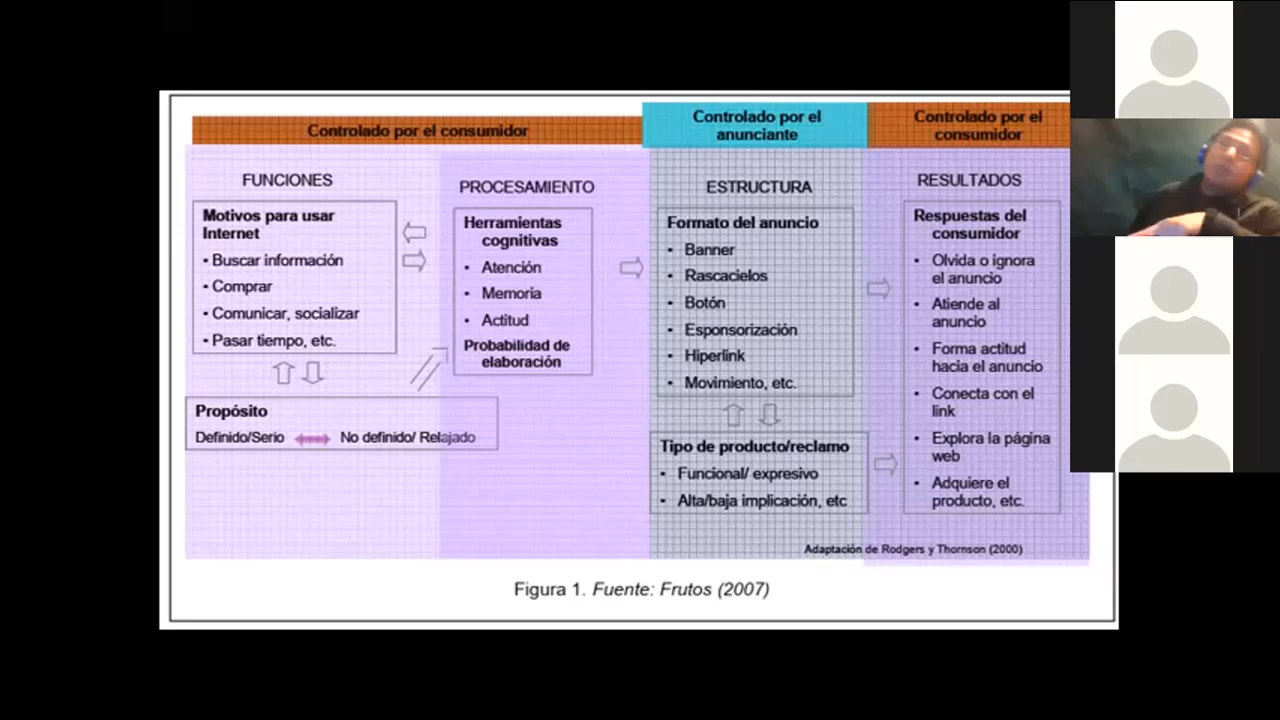 Controlado por el consumidor
Controlado por el
anunciante
Controlado por el
consumidor
FUNCIONES
Motivos para usar
Internet
• Buscar información
• Comprar
• Comunicar, socializar
• Pasar tiempo, etc.
Propósito
Definido/Serio No definido/ Relajado
PROCESAMIENTO
Herramientas
cognitivas
• Atención
• Memoria
• Actitud
Probabilidad de
elaboración
ESTRUCTURA
Formato del anuncio
• Banner
• Rascacielos
• Botón
• Esponsorización
• Hiperlink
• Movimiento, etc.
Tipo de producto/reclamo
• Funcional/ expresivo
• Alta/baja implicación, etc
RESULTADOS
Respuestas del
consumidor
• Olvida o ignora
el anuncio
• Atiende al
anuncio
• Forma actitud
hacia el anuncio
• Conecta con el
link
• Explora la página
web
• Adquiere el
producto, etc.
Adaptación de Rodgers y Thornson (2000)
Figura 1. Fuente: Frutos (2007)